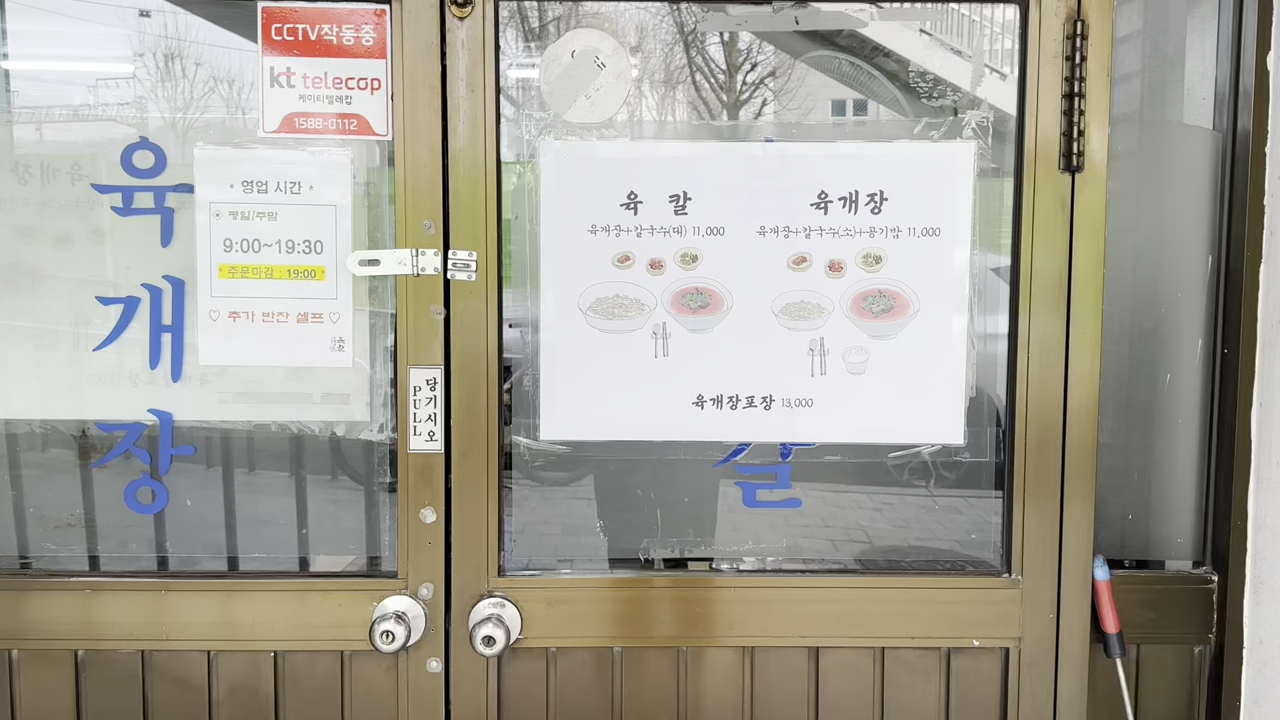 CCTV작동중
kt telecop
케이티텔레캅
1588-0112
육개장
* 영업 시간 *
평일/주말
9:00~19:30
주문마감 : 19:00
♡ 추가 반찬 셀프 ♡
당기시오
PULL
육 칼
육개장+칼국수(대) 11,000
육개장
육개장+칼국수(소)+공기밥 11,000
육개장포장 13,000
칼